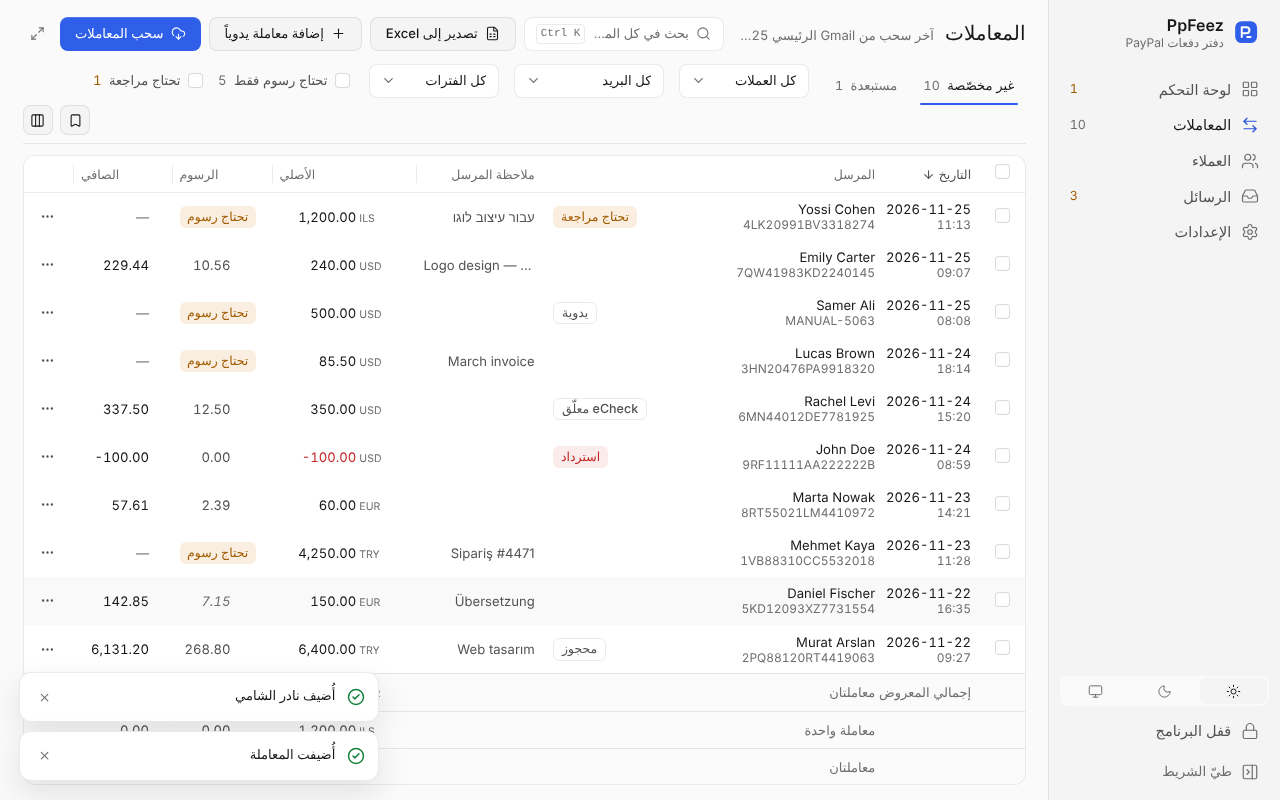 PpFeez
دفتر دفعات PayPal
لوحة التحكم 1
المعاملات 10
العملاء
الرسائل 3
الإعدادات
قفل البرنامج
طيّ الشريط
المعاملات
آخر سحب من Gmail الرئيسي 25...
بحث في كل المـ... Ctrl K
تصدير إلى Excel
إضافة معاملة يدوياً
سحب المعاملات
غير مخصّصة 10
مستبعدة 1
كل العملات
كل البريد
كل الفترات
تحتاج رسوم فقط 5
تحتاج مراجعة 1
التاريخ المرسل ملاحظة المرسل الأصلي الرسوم الصافي
2026-11-25 Yossi Cohen تحتاج مراجعة עבור עיצוב לוגו 1,200.00 ILS تحتاج رسوم —
11:13 4LK20991BV3318274
2026-11-25 Emily Carter Logo design — ... 240.00 USD 10.56 229.44
09:07 7QW41983KD2240145
2026-11-25 Samer Ali يدوية 500.00 USD تحتاج رسوم —
08:08 MANUAL-5063
2026-11-24 Lucas Brown March invoice 85.50 USD تحتاج رسوم —
18:14 3HN20476PA9918320
2026-11-24 Rachel Levi eCheck معلّق 350.00 USD 12.50 337.50
15:20 6MN44012DE7781925
2026-11-24 John Doe استرداد -100.00 USD 0.00 -100.00
08:59 9RF11111AA222222B
2026-11-23 Marta Nowak 60.00 EUR 2.39 57.61
14:21 8RT55021LM4410972
2026-11-23 Mehmet Kaya Sipariş #4471 4,250.00 TRY تحتاج رسوم —
11:28 1VB88310CC5532018
2026-11-22 Daniel Fischer Übersetzung 150.00 EUR 7.15 142.85
16:35 5KD12093XZ7731554
2026-11-22 Murat Arslan محجوز Web tasarım 6,400.00 TRY 268.80 6,131.20
09:27 2PQ88120RT4419063
إجمالي المعروض معاملتان
معاملة واحدة 1,200.00 ILS 0.00 0.00
معاملتان
أُضيف نادر الشامي
أُضيفت المعاملة